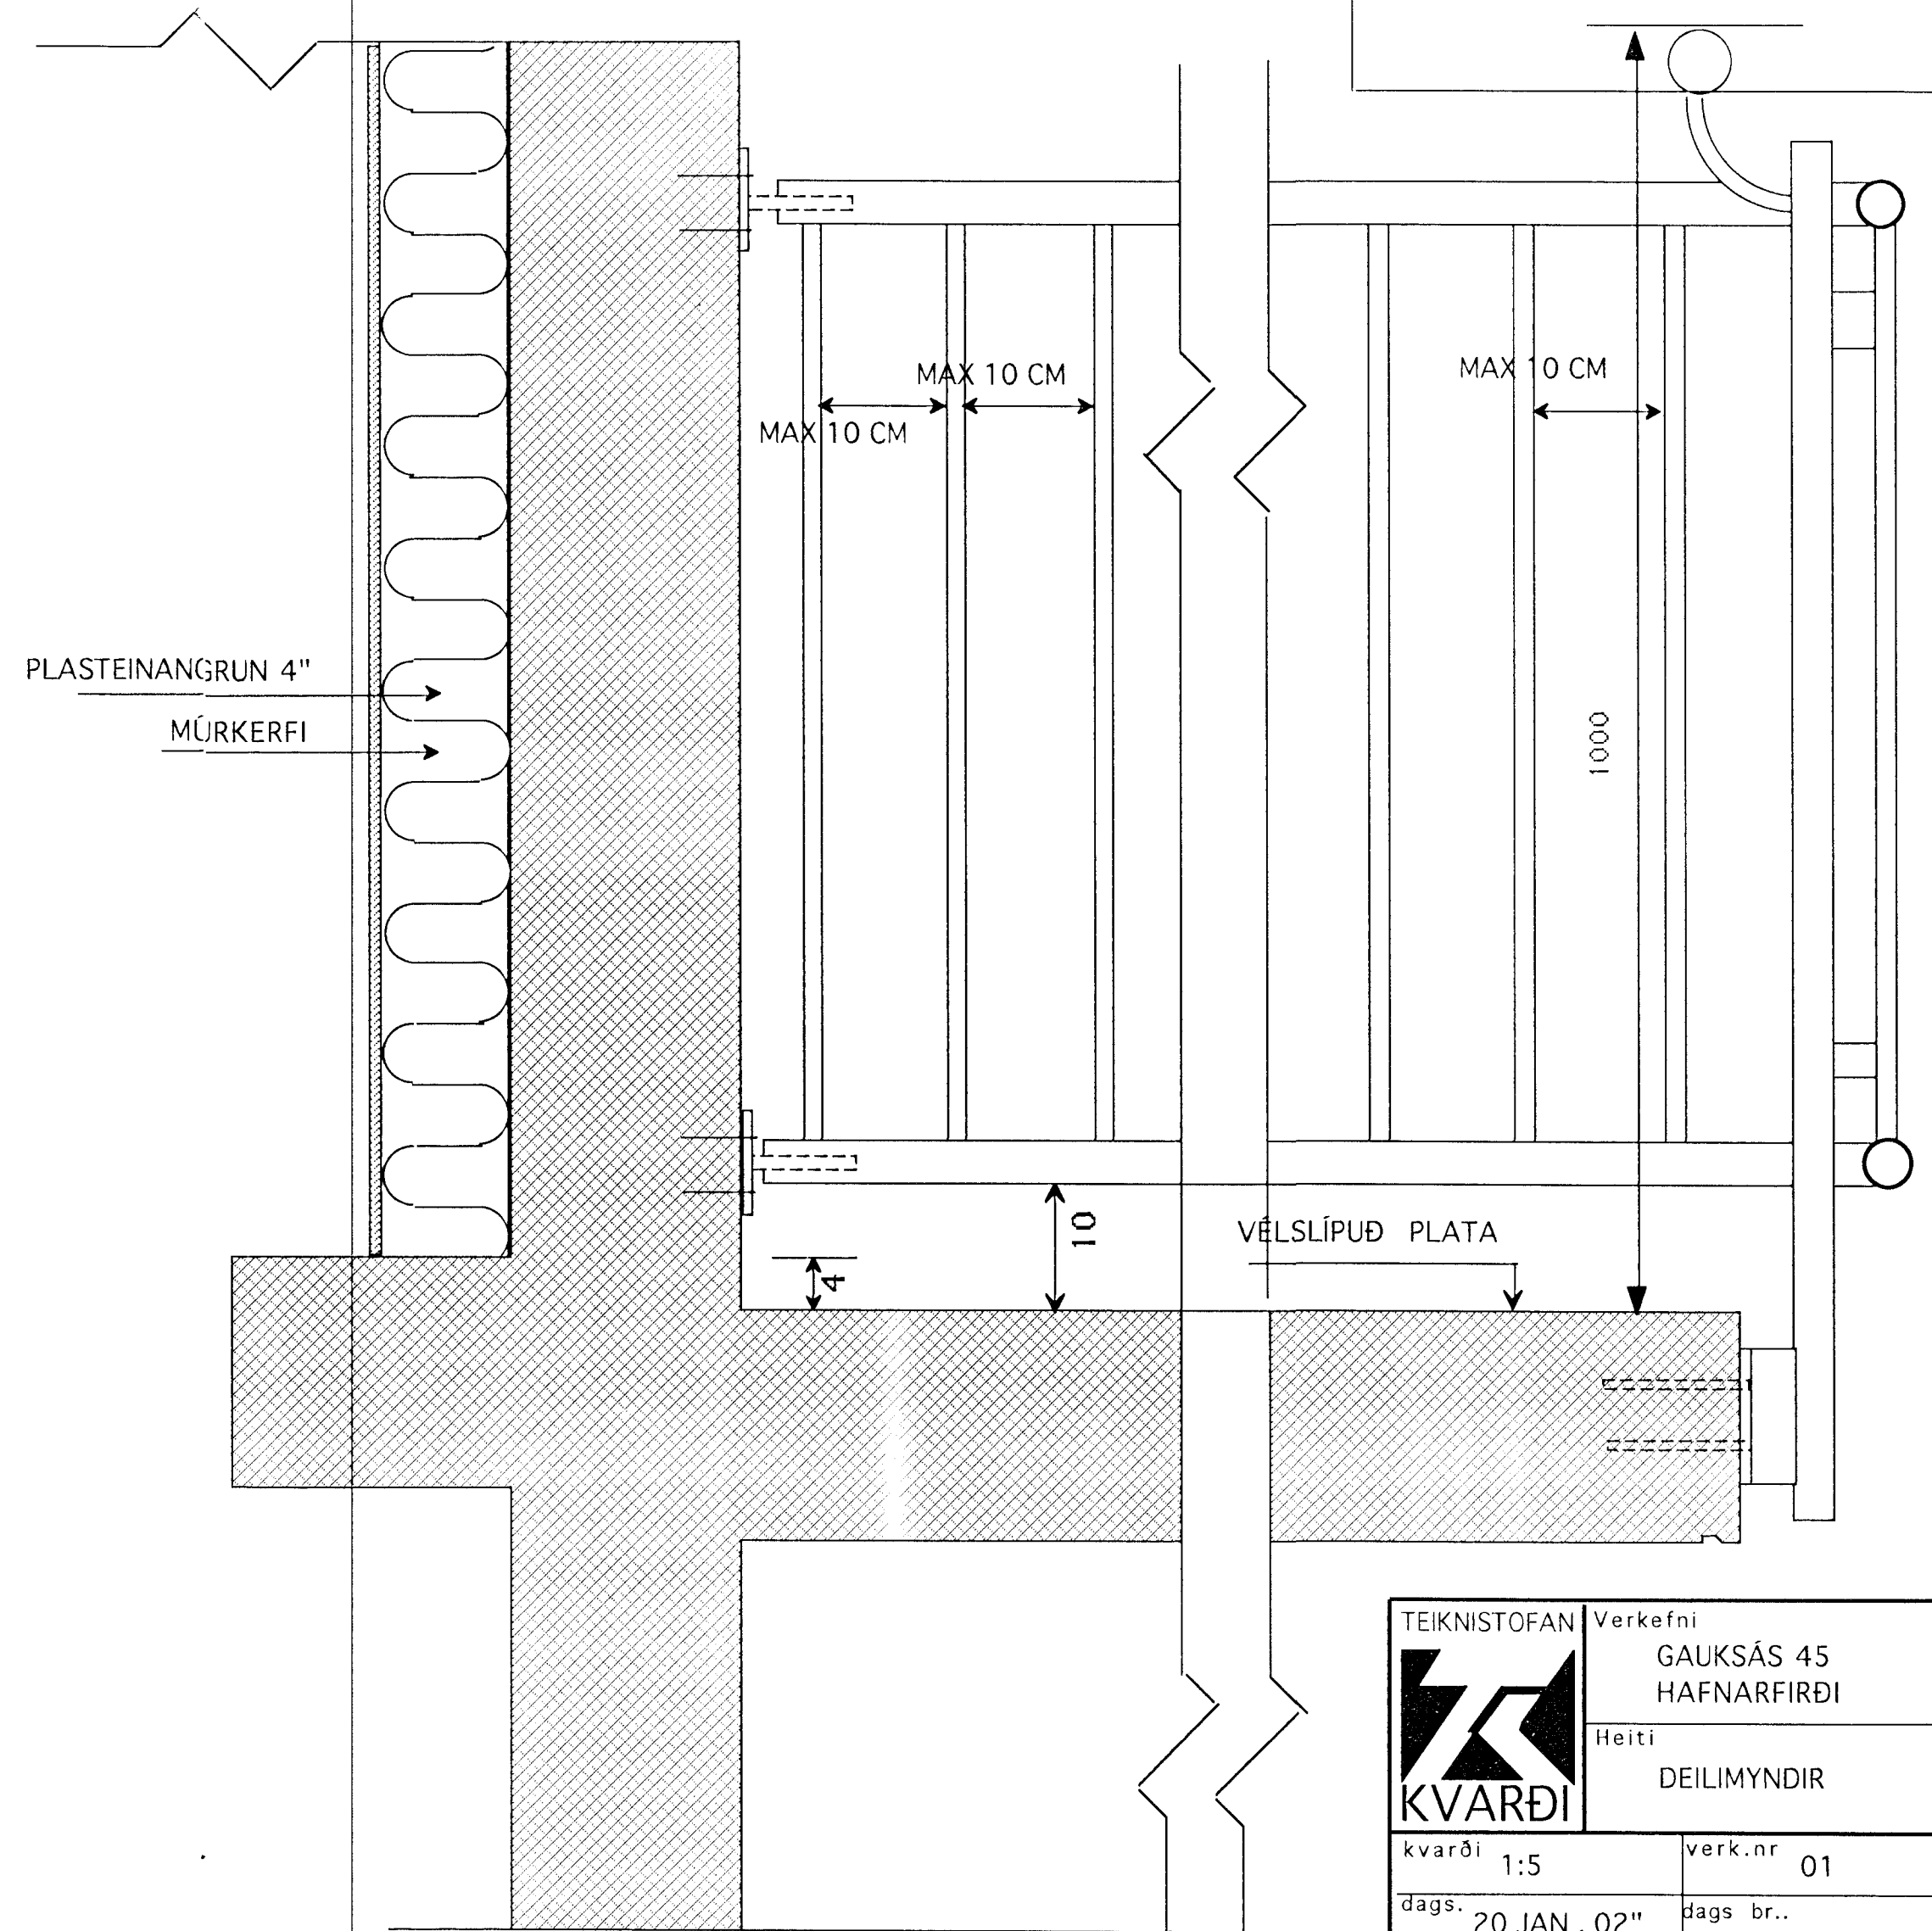 MAX 10 CM
MAX 10 CM
MAX 10 CM
PLASTEINANGRUN 4"
MÚRKERFI
1000
10
4
VÉLSLÍPUÐ PLATA
TEIKNISTOFAN
KVARÐI
Verkefni
GAUKSÁS 45
HAFNARFIRÐI
Heiti
DEILIMYNDIR
kvarði 1:5
verk.nr 01
dags. 20 JAN . 02"
dags br..